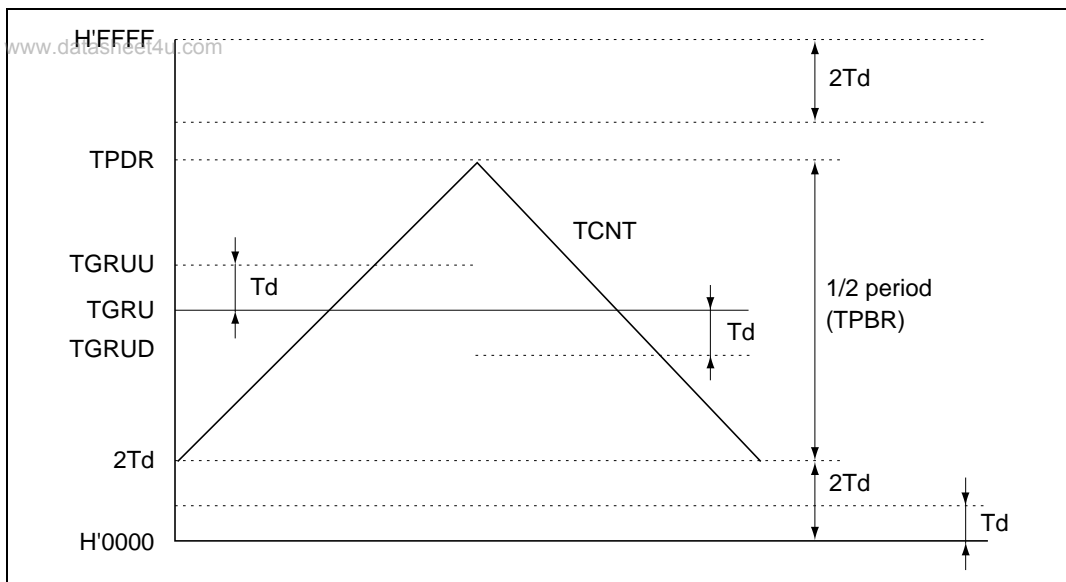 H'FFFF
www.datasheet4u.com
2Td
TPDR
TCNT
TGRUU
Td
1/2 period
(TPBR)
TGRU
Td
TGRUD
2Td
2Td
Td
H'0000